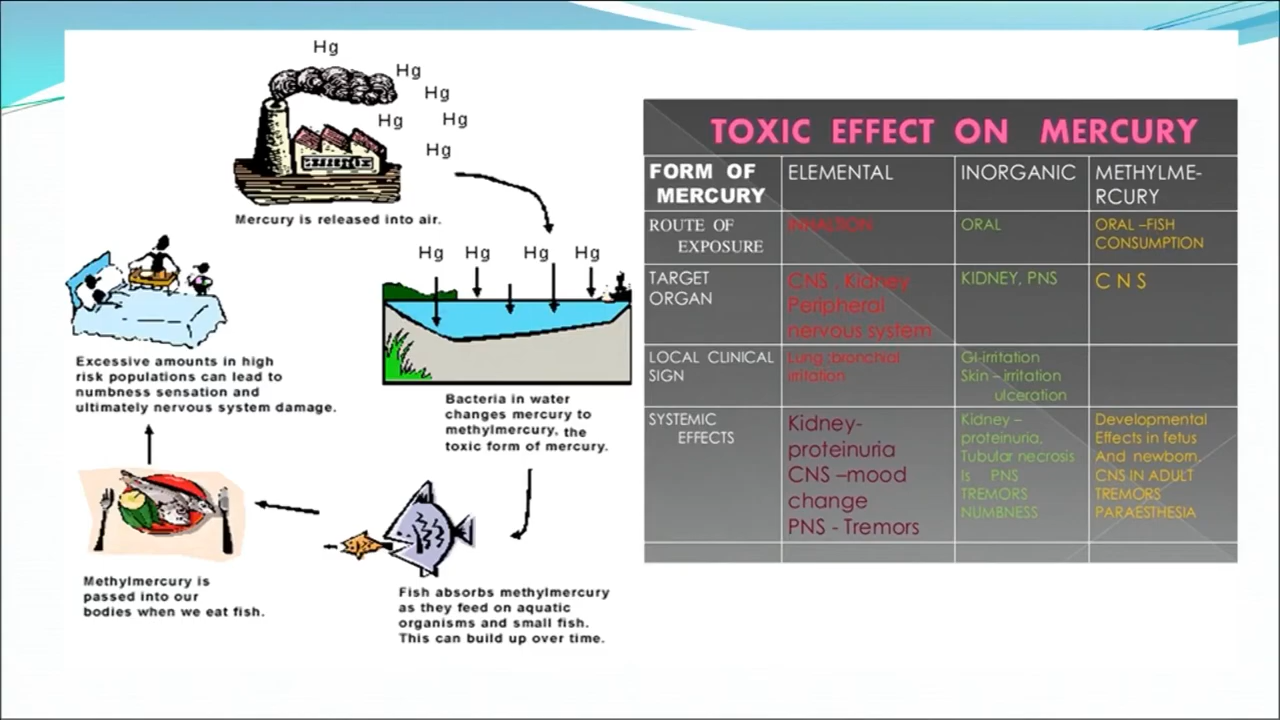 Hg
Hg
Hg
Hg
Hg
Hg
Mercury is released into air.
Hg
Hg
Hg
Hg
Bacteria in water
changes mercury to
methylmercury, the
toxic form of mercury.
Fish absorbs methylmercury
as they feed on aquatic
organisms and small fish.
This can build up over time.
Methylmercury is
passed into our
bodies when we eat fish.
Excessive amounts in high
risk populations can lead to
numbness sensation and
ultimately nervous system damage.
TOXIC EFFECT ON MERCURY
FORM OF
MERCURY
ELEMENTAL
INORGANIC
METHYLME-
RCURY
ROUTE OF
EXPOSURE
ORAL
ORAL –FISH
CONSUMPTION
TARGET
ORGAN
CNS , Kidney
Peripheral
nervous system
KIDNEY, PNS
C N S
LOCAL CLINICAL
SIGN
Lung :bronchial
irritation
GI-irritation
Skin – irritation
ulceration
SYSTEMIC
EFFECTS
Kidney-
proteinuria
CNS –mood
change
PNS - Tremors
Kidney –
proteinuria,
Tubular necrosis
Is PNS
TREMORS
NUMBNESS
Developmental
Effects in fetus
And newborn.
CNS IN ADULT
TREMORS
PARAESTHESIA